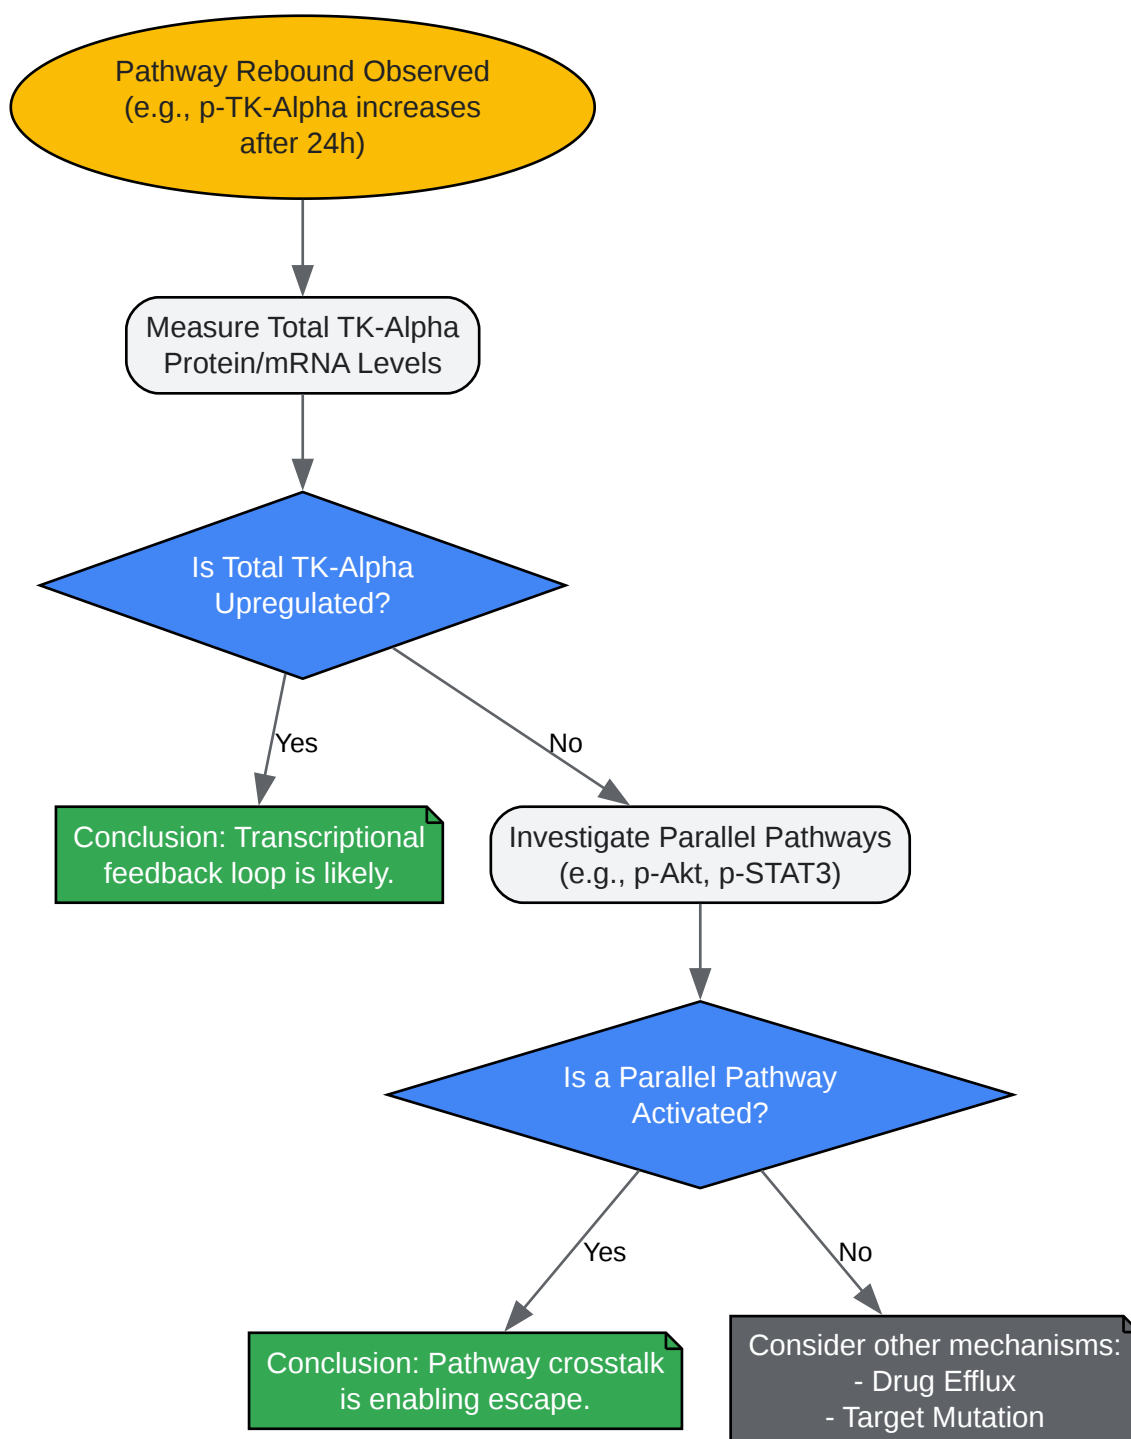 Pathway Rebound Observed
(e.g., p-TK-Alpha increases
after 24h)
Measure Total TK-Alpha
Protein/mRNA Levels
Is Total TK-Alpha
Upregulated?
Yes
No
Conclusion: Transcriptional
feedback loop is likely.
Investigate Parallel Pathways
(e.g., p-Akt, p-STAT3)
Is a Parallel Pathway
Activated?
Yes
No
Conclusion: Pathway crosstalk
is enabling escape.
Consider other mechanisms:
- Drug Efflux
- Target Mutation